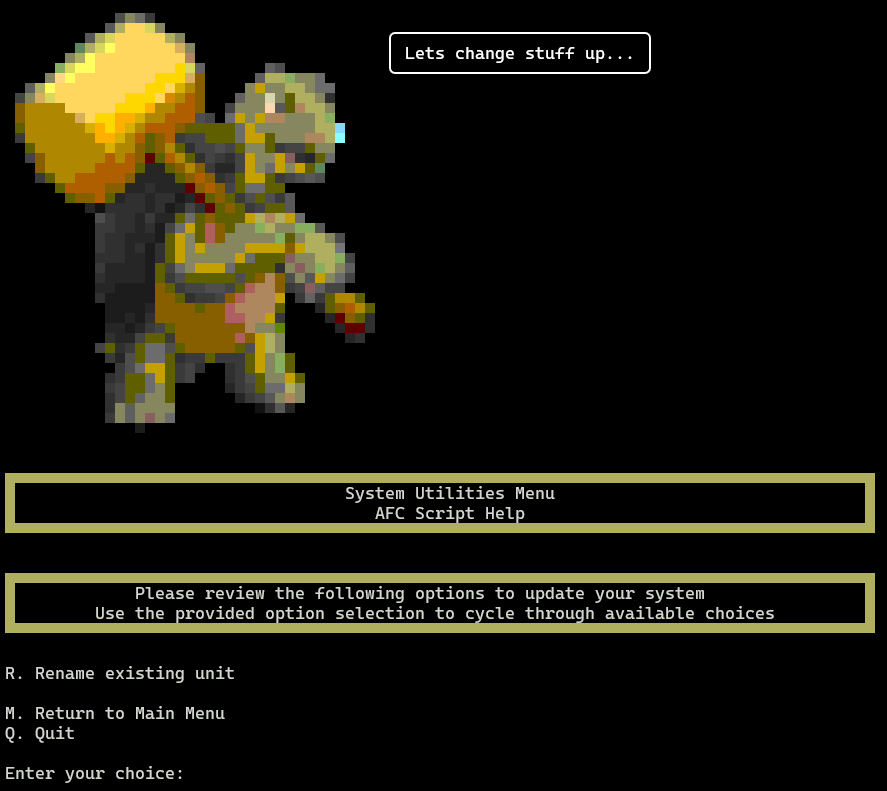 Lets change stuff up...
System Utilities Menu
AFC Script Help
Please review the following options to update your system
Use the provided option selection to cycle through available choices
R. Rename existing unit
M. Return to Main Menu
Q. Quit
Enter your choice: